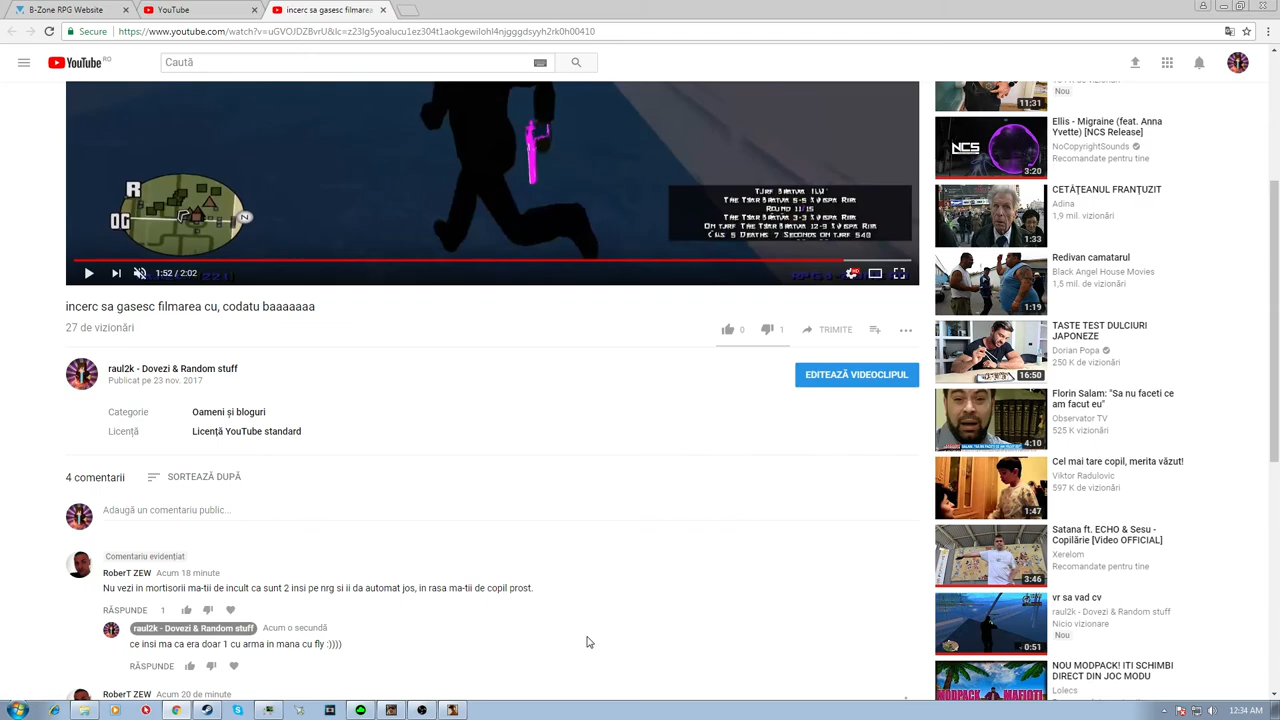 B-Zone RPG Website
YouTube
incerc sa gasesc filmarea
Secure
https://www.youtube.com/watch?v=uGVOJDZBvrU&lc=z23lg5yoalucu1ez304t1aokgewilohl4njgggdsyyh2rk0h00410
YouTube RO
Caută
R
OG
N
1:52 / 2:02
HD
incerc sa gasesc filmarea cu, codatu baaaaaaa
27 de vizionări
0
1
TRIMITE
raul2k - Dovezi & Random stuff
Publicat pe 23 nov. 2017
EDITEAZĂ VIDEOCLIPUL
Categorie
Oameni și bloguri
Licență
Licență YouTube standard
4 comentarii
SORTEAZĂ DUPĂ
Adaugă un comentariu public...
Comentariu evidențiat
RoberT ZEW Acum 18 minute
Nu vezi in mortisorii ma-tii de incult ca sunt 2 insi pe nrg si ii da automat jos, in rasa ma-tii de copil prost.
RĂSPUNDE 1
raul2k - Dovezi & Random stuff Acum o secundă
ce insi ma ca era doar 1 cu arma in mana cu fly :))))
RĂSPUNDE
RoberT ZEW Acum 20 de minute
11:31
Nou
NCS
3:20
Ellis - Migraine (feat. Anna
Yvette) [NCS Release]
NoCopyrightSounds
Recomandate pentru tine
1:33
CETĂȚEANUL FRANȚUZIT
Adina
1,9 mil. vizionări
1:19
Redivan camatarul
Black Angel House Movies
1,5 mil. de vizionări
16:50
TASTE TEST DULCIURI
JAPONEZE
Dorian Popa
250 K de vizionări
4:10
Florin Salam: "Sa nu faceti ce
am facut eu"
Observator TV
525 K vizionări
1:47
Cel mai tare copil, merita văzut!
Viktor Radulovic
597 K de vizionări
3:46
Satana ft. ECHO & Sesu -
Copilărie [Video OFFICIAL]
Xerelom
Recomandate pentru tine
0:51
vr sa vad cv
raul2k - Dovezi & Random stuff
Nicio vizionare
Nou
NOU MODPACK! ITI SCHIMBI
DIRECT DIN JOC MODU
Lolecs
12:34 AM